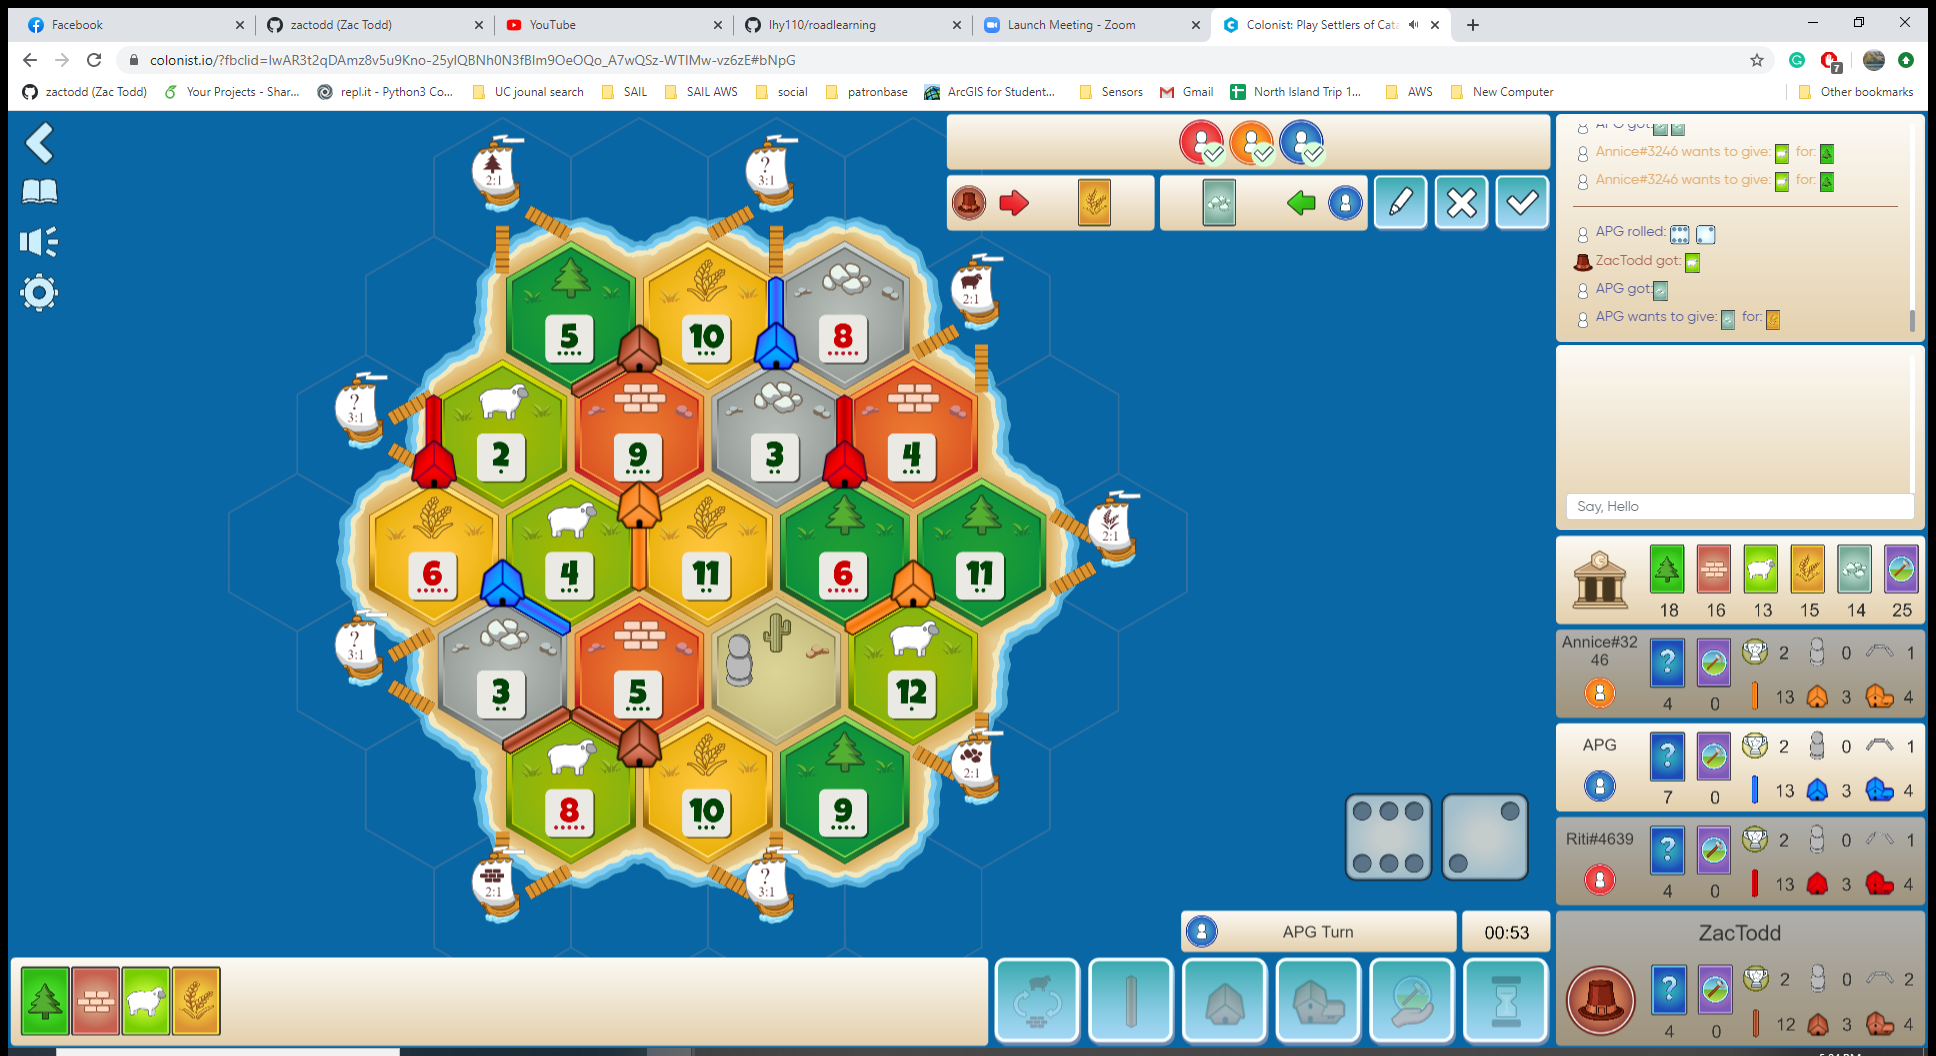 Facebook
zactodd (Zac Todd)
YouTube
lhy110/roadlearning
Launch Meeting - Zoom
Colonist: Play Settlers of Cata
colonist.io/?fbclid=IwAR3t2qDAmz8v5u9Kno-25yIQBNh0N3fBlm9OeOQo_A7wQSz-WTlMw-vz6zE#bNpG
7
zactodd (Zac Todd)
Your Projects - Shar...
repl.it - Python3 Co...
UC jounal search
SAIL
SAIL AWS
social
patronbase
ArcGIS for Student...
Sensors
Gmail
North Island Trip 1...
AWS
New Computer
Other bookmarks
APG got:
Annice#3246 wants to give: for:
Annice#3246 wants to give: for:
APG rolled:
ZacTodd got:
APG got:
APG wants to give: for:
Say, Hello
2:1
?
3:1
2:1
5
10
8
?
3:1
2
9
3
4
6
4
11
6
11
2:1
?
3:1
3
5
12
2:1
8
10
9
2:1
?
3:1
18
16
13
15
14
25
Annice#32
46
?
4
0
2
0
1
13
3
4
APG
?
7
0
2
0
1
13
3
4
Riti#4639
?
4
0
2
0
1
13
3
4
APG Turn
00:53
ZacTodd
?
4
0
2
0
2
12
3
4